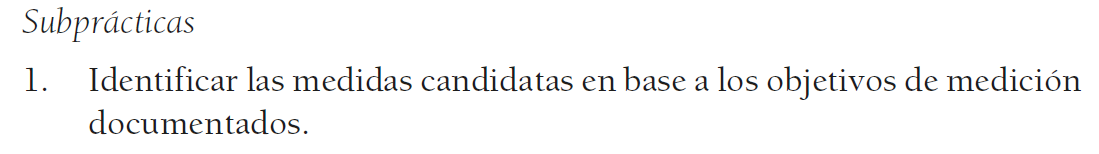 Subprácticas
1. Identificar las medidas candidatas en base a los objetivos de medición
documentados.